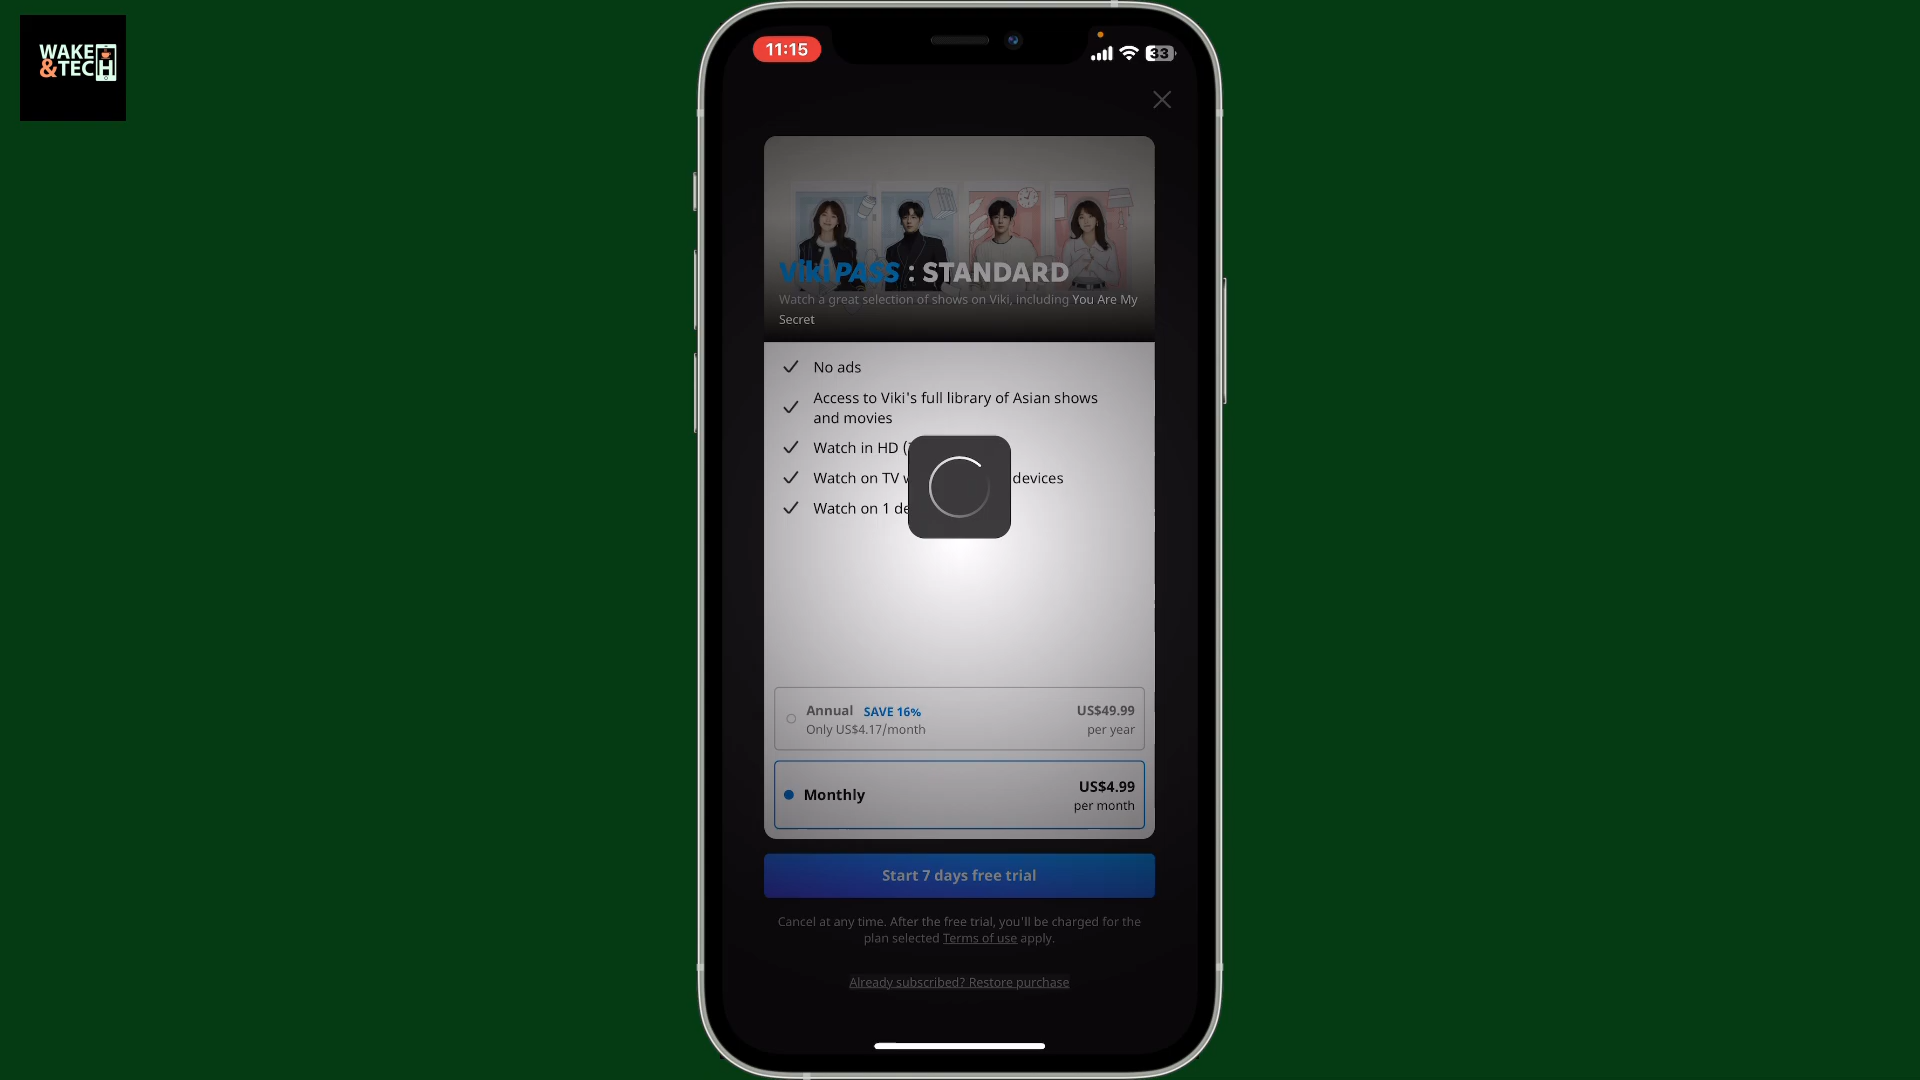 WAKE
&TECH
11:15
33
Viki PASS : STANDARD
Watch a great selection of shows on Viki, including You Are My
Secret
No ads
Access to Viki's full library of Asian shows
and movies
Watch in HD (
Watch on TV devices
Watch on 1
Annual SAVE 16% US$49.99
Only US$4.17/month per year
Monthly US$4.99
per month
Start 7 days free trial
Cancel at any time. After the free trial, you'll be charged for the
plan selected Terms of use apply.
Already subscribed? Restore purchase